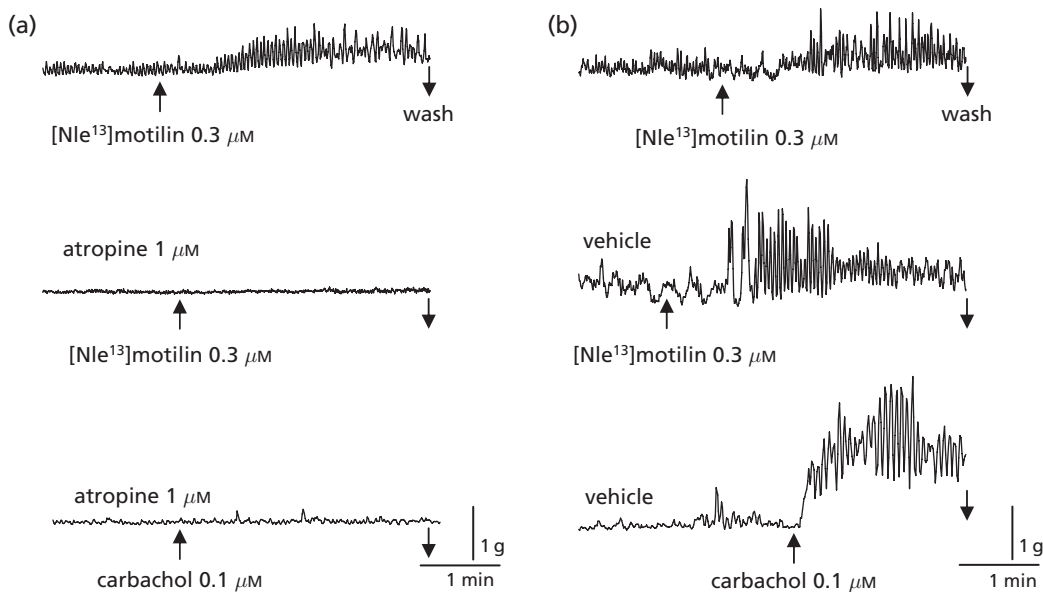 (a)
[Nle¹³]motilin 0.3 μM
wash
atropine 1 μM
[Nle¹³]motilin 0.3 μM
atropine 1 μM
carbachol 0.1 μM
1 g
1 min
(b)
[Nle¹³]motilin 0.3 μM
wash
vehicle
[Nle¹³]motilin 0.3 μM
vehicle
carbachol 0.1 μM
1 g
1 min